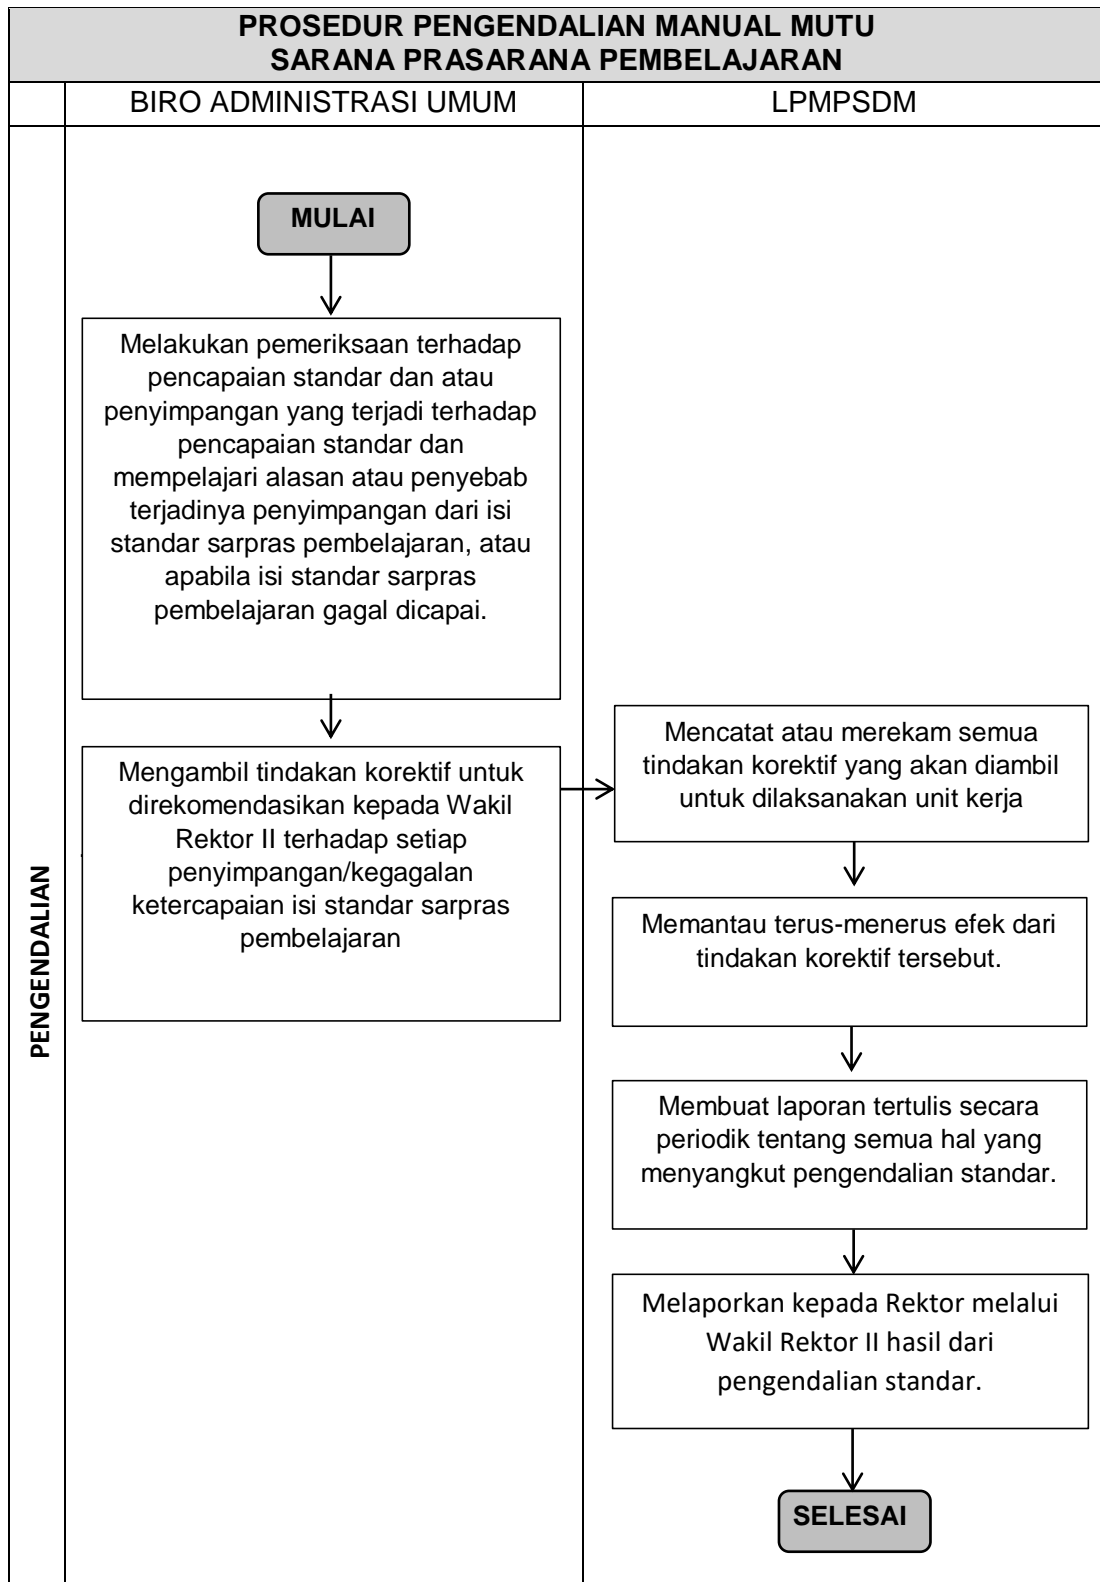 PROSEDUR PENGENDALIAN MANUAL MUTU
SARANA PRASARANA PEMBELAJARAN
BIRO ADMINISTRASI UMUM
LPMPSDM
PENGENDALIAN
MULAI
Melakukan pemeriksaan terhadap
pencapaian standar dan atau
penyimpangan yang terjadi terhadap
pencapaian standar dan
mempelajari alasan atau penyebab
terjadinya penyimpangan dari isi
standar sarpras pembelajaran, atau
apabila isi standar sarpras
pembelajaran gagal dicapai.
Mengambil tindakan korektif untuk
direkomendasikan kepada Wakil
Rektor II terhadap setiap
penyimpangan/kegagalan
ketercapaian isi standar sarpras
pembelajaran
Mencatat atau merekam semua
tindakan korektif yang akan diambil
untuk dilaksanakan unit kerja
Memantau terus-menerus efek dari
tindakan korektif tersebut.
Membuat laporan tertulis secara
periodik tentang semua hal yang
menyangkut pengendalian standar.
Melaporkan kepada Rektor melalui
Wakil Rektor II hasil dari
pengendalian standar.
SELESAI